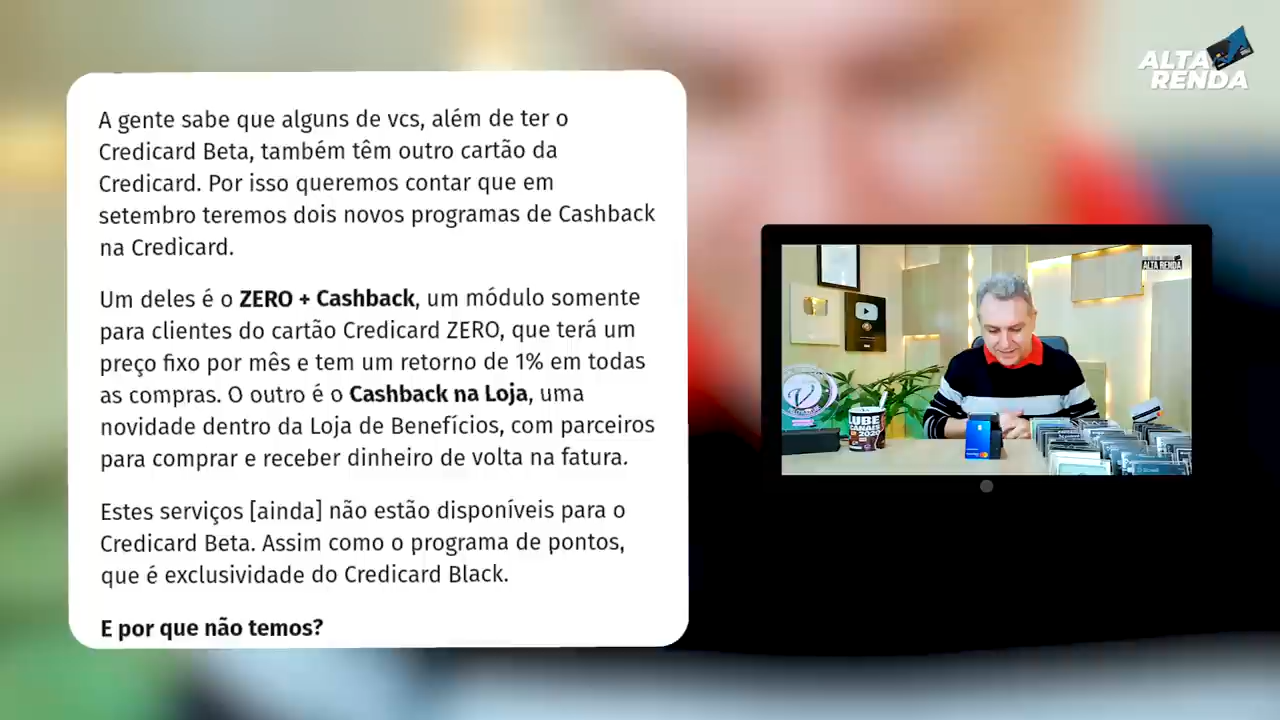 A gente sabe que alguns de vcs, além de ter o
Credicard Beta, também têm outro cartão da
Credicard. Por isso queremos contar que em
setembro teremos dois novos programas de Cashback
na Credicard.
Um deles é o ZERO + Cashback, um módulo somente
para clientes do cartão Credicard ZERO, que terá um
preço fixo por mês e tem um retorno de 1% em todas
as compras. O outro é o Cashback na Loja, uma
novidade dentro da Loja de Benefícios, com parceiros
para comprar e receber dinheiro de volta na fatura.
Estes serviços [ainda] não estão disponíveis para o
Credicard Beta. Assim como o programa de pontos,
que é exclusividade do Credicard Black.
E por que não temos?
ALTA
RENDA
ALTA RENDA